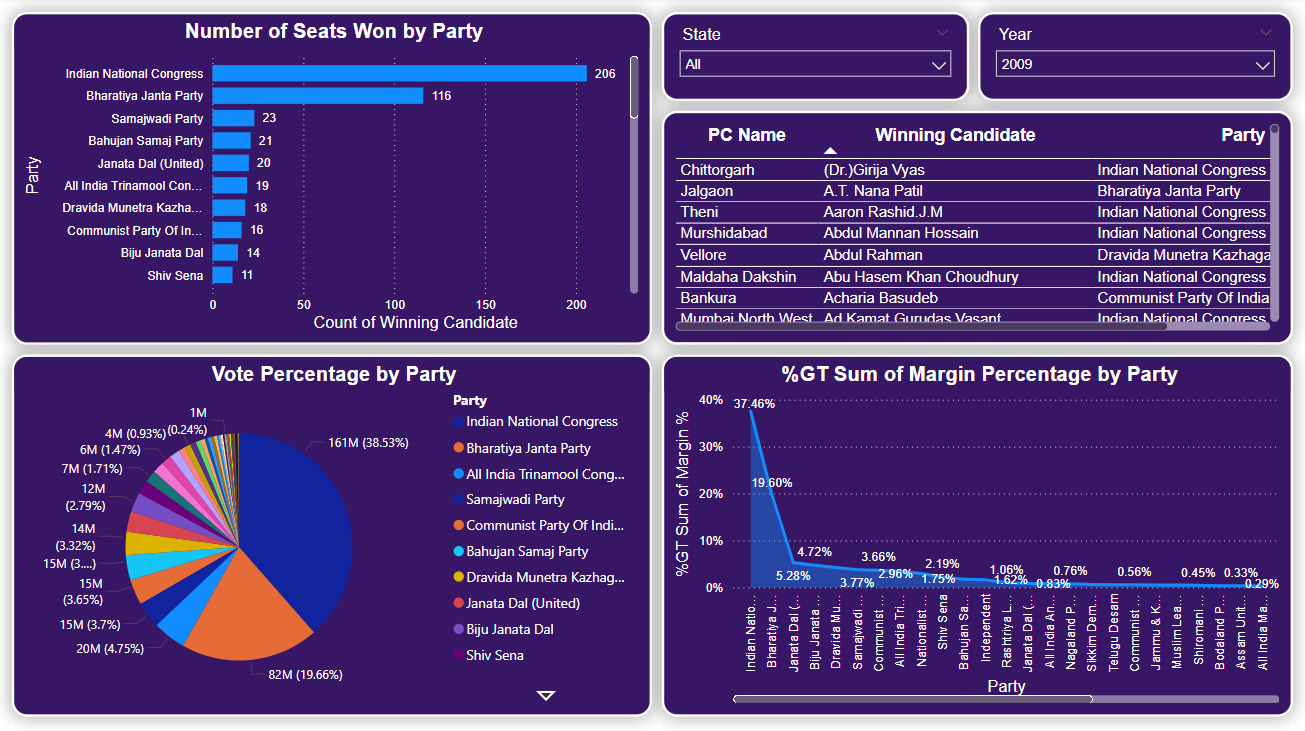 Number of Seats Won by Party
Party
Indian National Congress 206
Bharatiya Janta Party 116
Samajwadi Party 23
Bahujan Samaj Party 21
Janata Dal (United) 20
All India Trinamool Con... 19
Dravida Munetra Kazha... 18
Communist Party Of In... 16
Biju Janata Dal 14
Shiv Sena 11
0 50 100 150 200
Count of Winning Candidate
State
All
Year
2009
PC Name Winning Candidate Party
Chittorgarh (Dr.)Girija Vyas Indian National Congress
Jalgaon A.T. Nana Patil Bharatiya Janta Party
Theni Aaron Rashid.J.M Indian National Congress
Murshidabad Abdul Mannan Hossain Indian National Congress
Vellore Abdul Rahman Dravida Munetra Kazhaga
Maldaha Dakshin Abu Hasem Khan Choudhury Indian National Congress
Bankura Acharia Basudeb Communist Party Of India
Mumbai North West Ad.Kamat Gurudas Vasant Indian National Congress
Vote Percentage by Party
1M
(0.24%)
4M (0.93%)
6M (1.47%)
7M (1.71%)
12M
(2.79%)
14M
(3.32%)
15M (3....)
15M
(3.65%)
15M (3.7%)
20M (4.75%)
82M (19.66%)
161M (38.53%)
Party
Indian National Congress
Bharatiya Janta Party
All India Trinamool Cong...
Samajwadi Party
Communist Party Of Indi...
Bahujan Samaj Party
Dravida Munetra Kazhag...
Janata Dal (United)
Biju Janata Dal
Shiv Sena
%GT Sum of Margin Percentage by Party
%GT Sum of Margin %
40%
30%
20%
10%
0%
37.46%
19.60%
5.28%
4.72%
3.77%
3.66%
2.96%
1.75%
2.19%
1.62%
1.06%
0.83%
0.76%
0.56%
0.45%
0.33%
0.29%
Indian Natio...
Bharatiya J...
Janata Dal (...
Biju Janata ...
Dravida Mu...
Samajwadi ...
Communist ...
All India Tri...
Nationalist ...
Shiv Sena
Bahujan Sa...
Independent
Rashtriya L...
Janata Dal (...
All India An...
Nagaland P...
Sikkim Dem...
Telugu Desam
Communist ...
Jammu & K...
Muslim Lea...
Shiromani ...
Bodaland P...
Assam Unit...
All India Ma...
Party